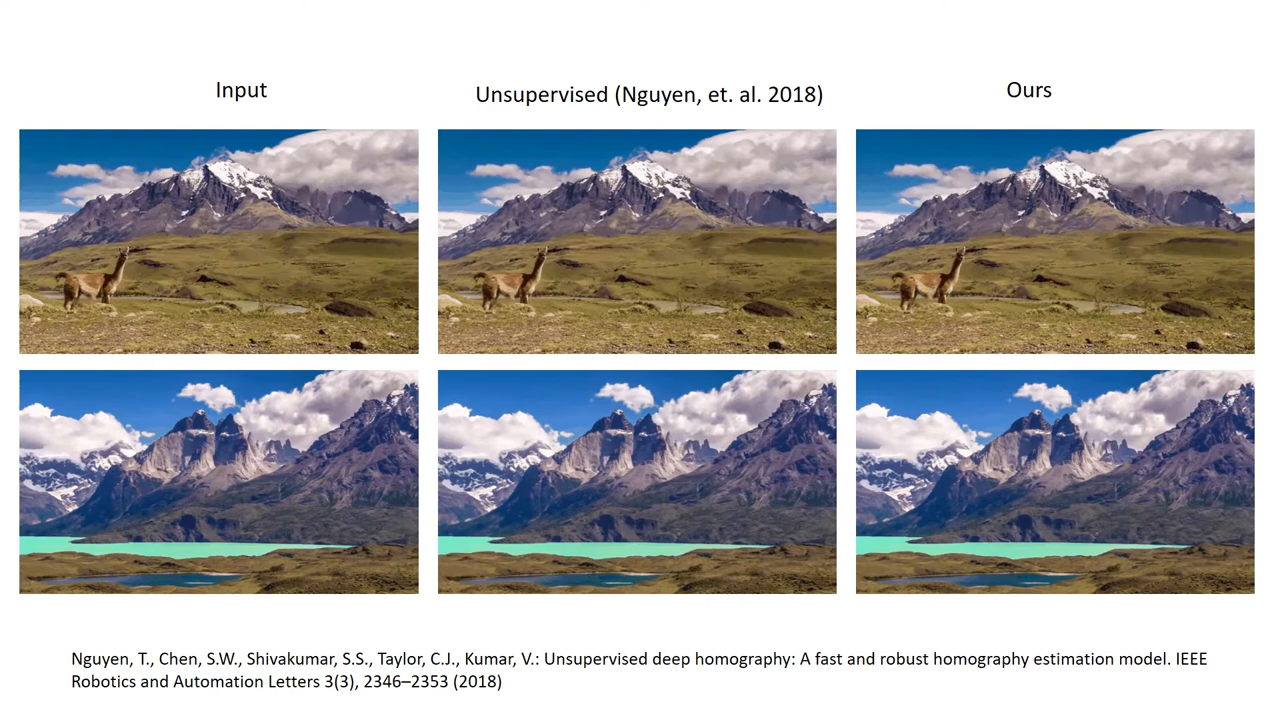 Input
Unsupervised (Nguyen, et. al. 2018)
Ours
Nguyen, T., Chen, S.W., Shivakumar, S.S., Taylor, C.J., Kumar, V.: Unsupervised deep homography: A fast and robust homography estimation model. IEEE
Robotics and Automation Letters 3(3), 2346–2353 (2018)